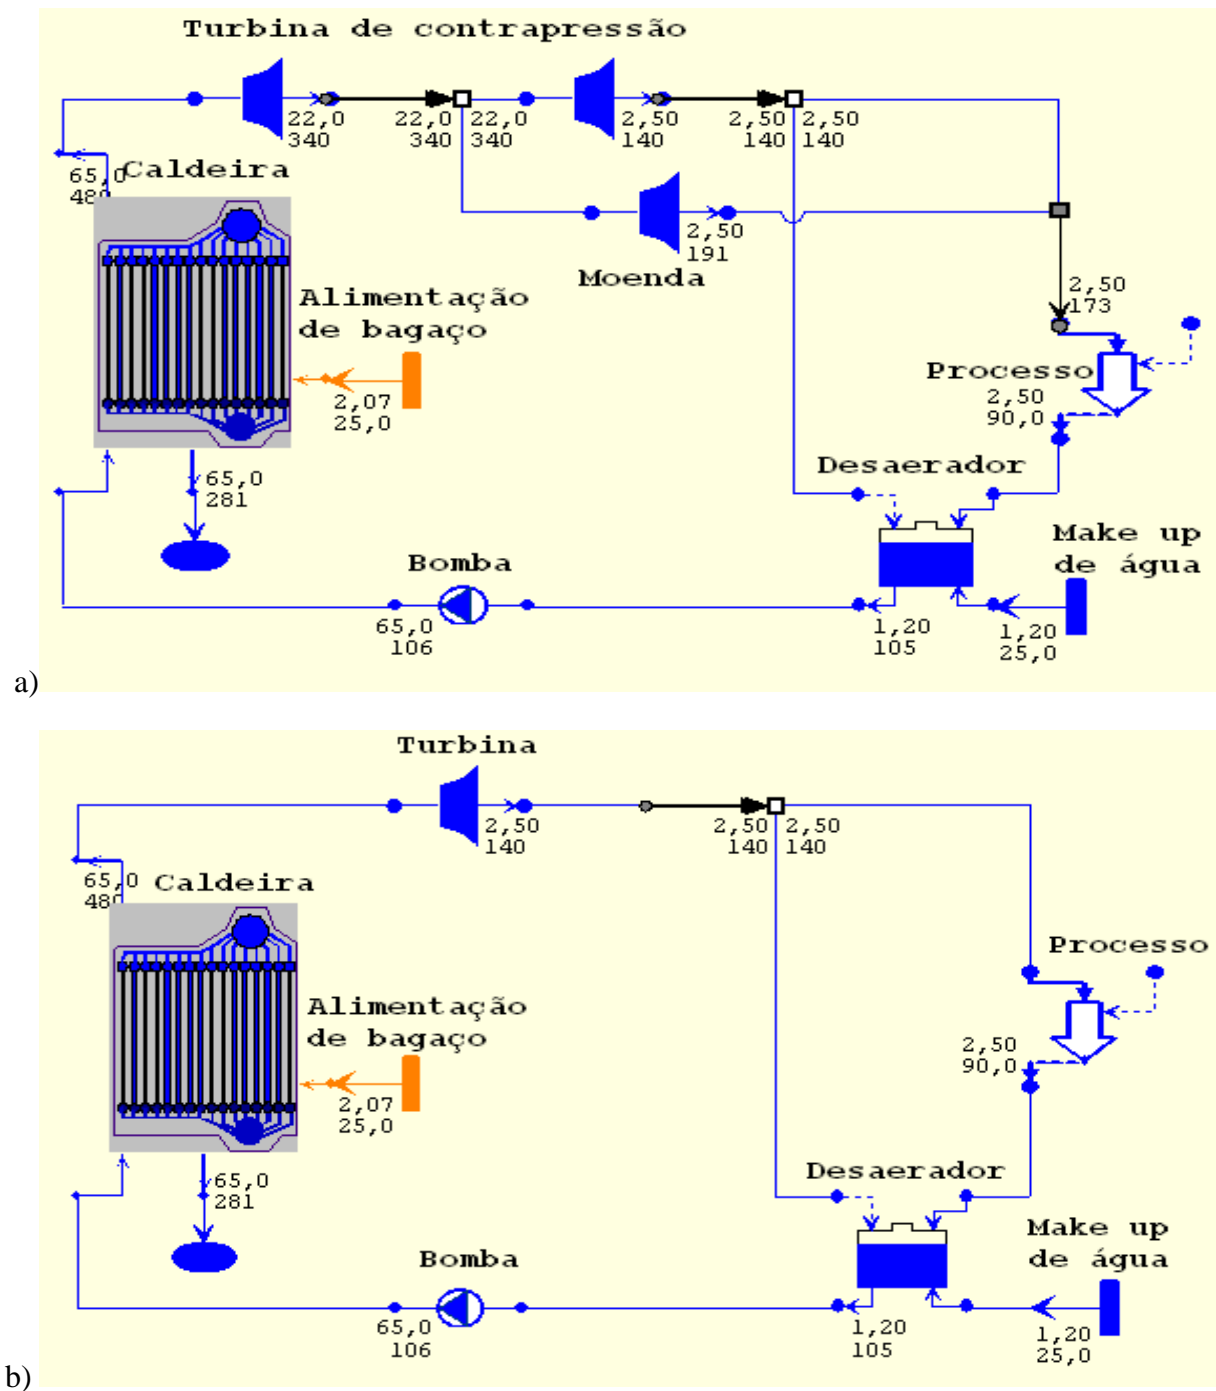 Turbina de contrapressão
22,0
340
22,0
340
22,0
340
2,50
140
2,50
140
2,50
140
65,0
480
Caldeira
2,50
191
Moenda
Alimentação
de bagaço
2,07
25,0
2,50
173
Processo
2,50
90,0
65,0
281
Desaerador
Bomba
65,0
106
1,20
105
Make up
de água
1,20
25,0
a)
Turbina
2,50
140
2,50
140
2,50
140
65,0
480
Caldeira
Processo
Alimentação
de bagaço
2,07
25,0
2,50
90,0
65,0
281
Desaerador
Bomba
65,0
106
1,20
105
Make up
de água
1,20
25,0
b)